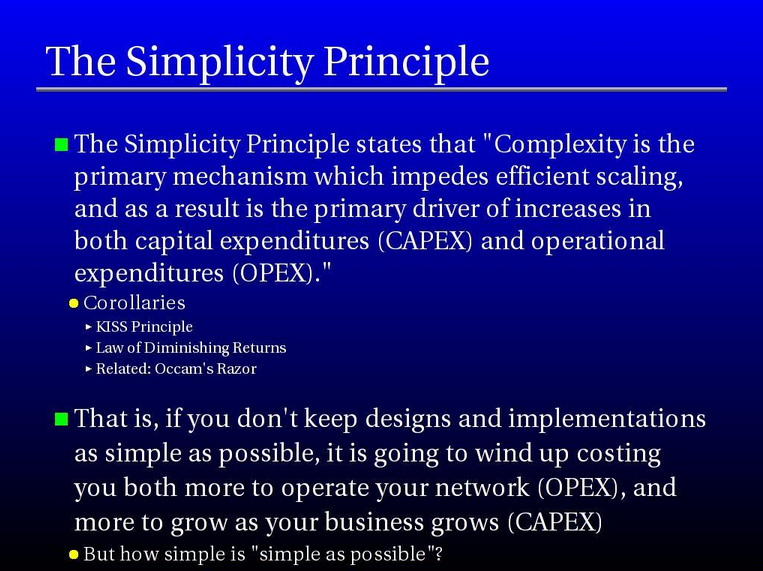 The Simplicity Principle
The Simplicity Principle states that "Complexity is the
primary mechanism which impedes efficient scaling,
and as a result is the primary driver of increases in
both capital expenditures (CAPEX) and operational
expenditures (OPEX)."
Corollaries
KISS Principle
Law of Diminishing Returns
Related: Occam's Razor
That is, if you don't keep designs and implementations
as simple as possible, it is going to wind up costing
you both more to operate your network (OPEX), and
more to grow as your business grows (CAPEX)
But how simple is "simple as possible"?